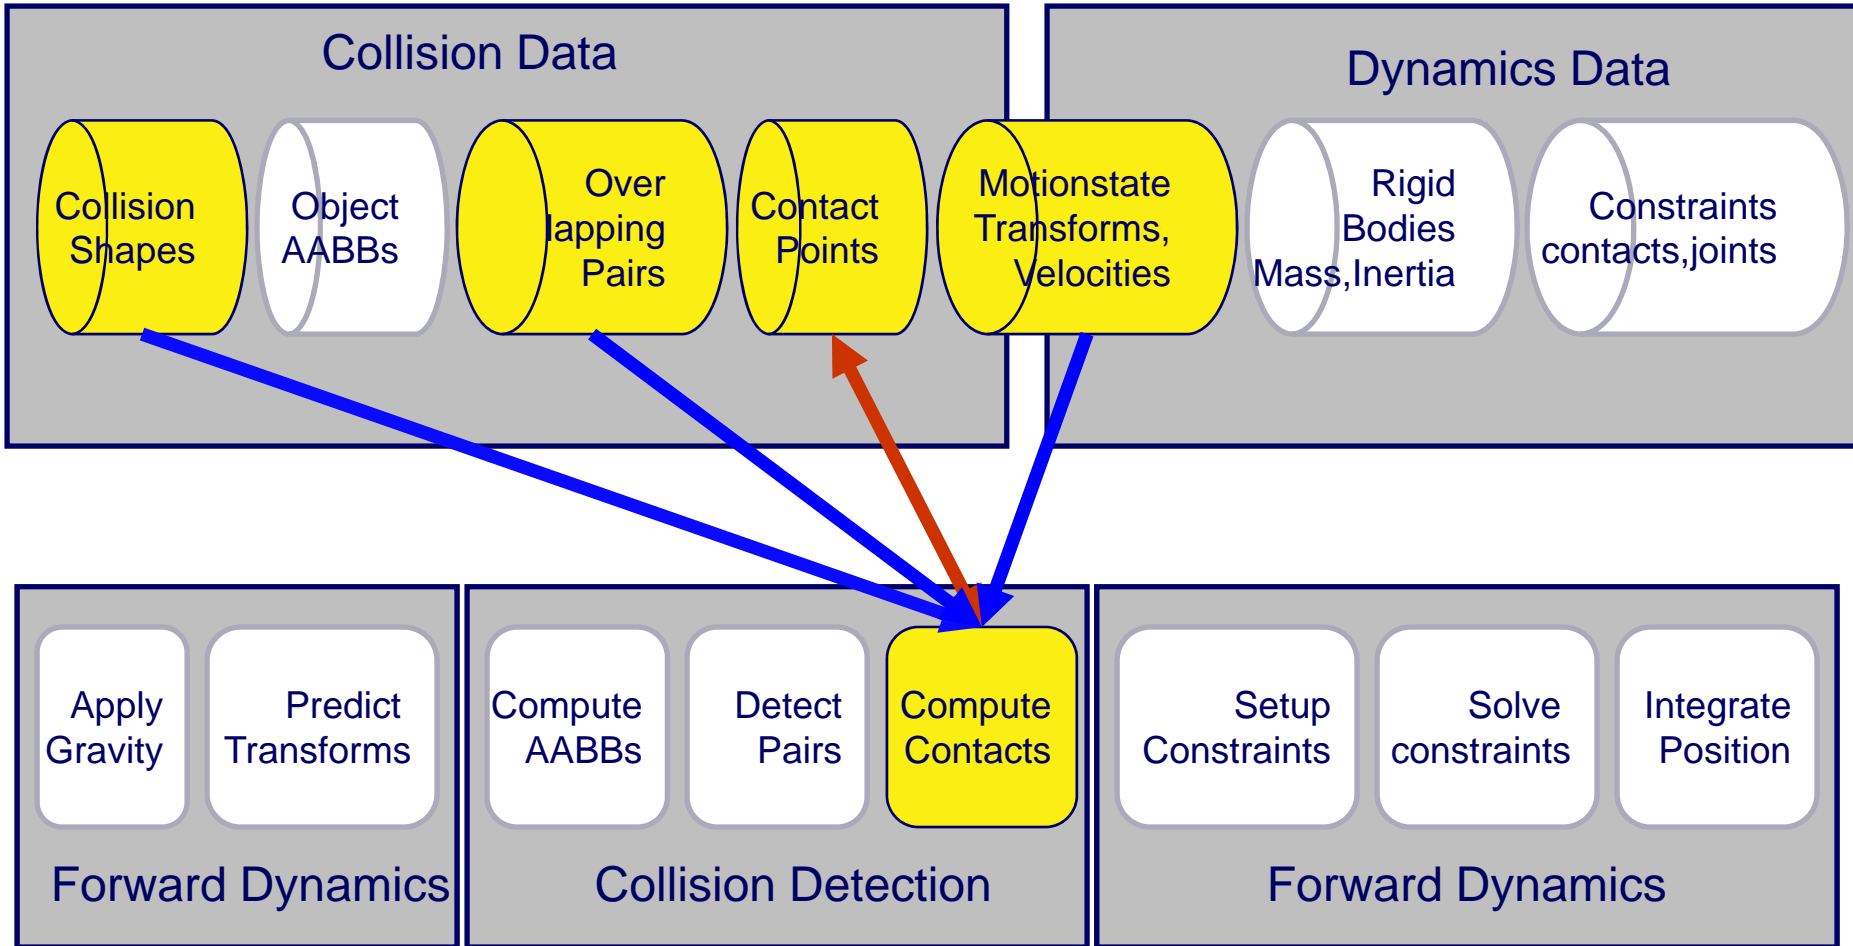 Collision Data
Dynamics Data
Collision
Shapes
Object
AABBs
Over
lapping
Pairs
Contact
Points
Motionstate
Transforms,
Velocities
Rigid
Bodies
Mass,Inertia
Constraints
contacts,joints
Apply
Gravity
Predict
Transforms
Compute
AABBs
Detect
Pairs
Compute
Contacts
Setup
Constraints
Solve
constraints
Integrate
Position
Forward Dynamics
Collision Detection
Forward Dynamics